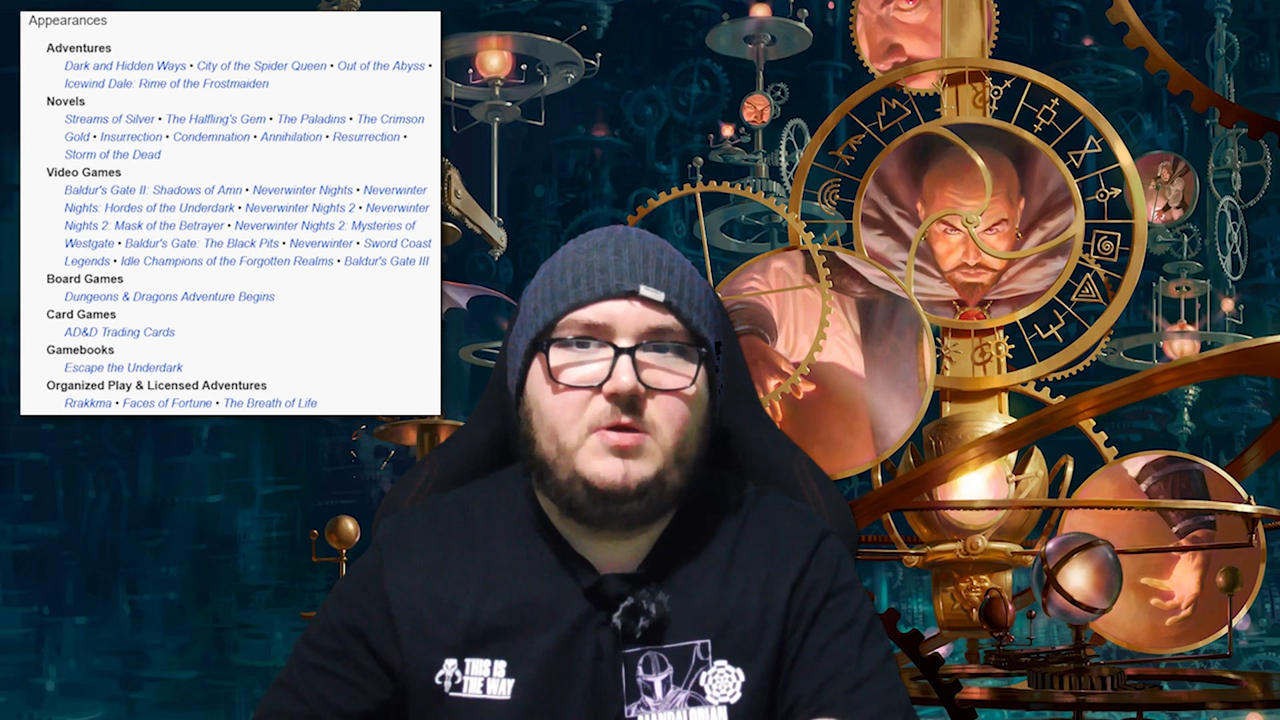 Appearances
Adventures
Dark and Hidden Ways • City of the Spider Queen • Out of the Abyss •
Icewind Dale: Rime of the Frostmaiden
Novels
Streams of Silver • The Halfling's Gem • The Paladins • The Crimson
Gold • Insurrection • Condemnation • Annihilation • Resurrection •
Storm of the Dead
Video Games
Baldur's Gate II: Shadows of Amn • Neverwinter Nights • Neverwinter
Nights: Hordes of the Underdark • Neverwinter Nights 2 • Neverwinter
Nights 2: Mask of the Betrayer • Neverwinter Nights 2: Mysteries of
Westgate • Baldur's Gate: The Black Pits • Neverwinter • Sword Coast
Legends • Idle Champions of the Forgotten Realms • Baldur's Gate III
Board Games
Dungeons & Dragons Adventure Begins
Card Games
AD&D Trading Cards
Gamebooks
Escape the Underdark
Organized Play & Licensed Adventures
Rrakkma • Faces of Fortune • The Breath of Life
THIS IS
THE WAY
MANDALORIAN